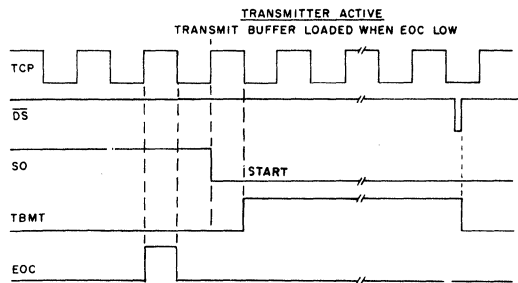 TRANSMITTER ACTIVE
TRANSMIT BUFFER LOADED WHEN EOC LOW
TCP
DS
SO
START
TBMT
EOC